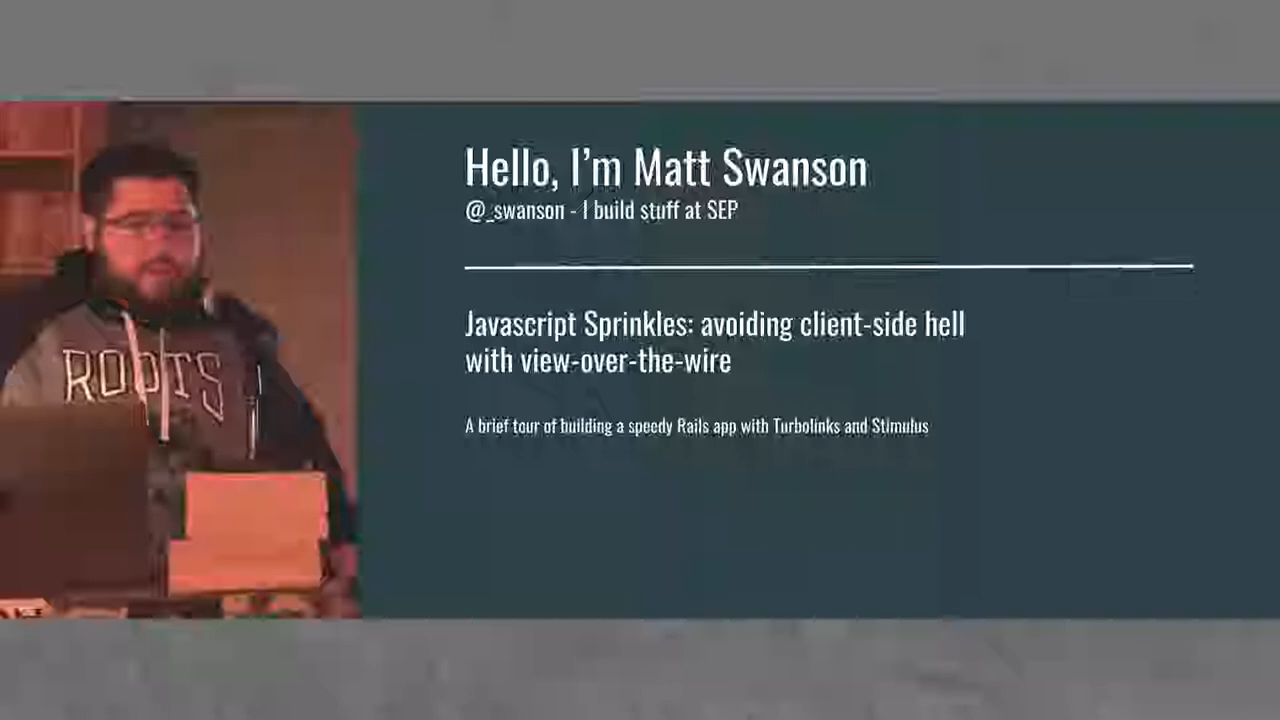 Hello, I'm Matt Swanson
@_swanson - I build stuff at SEP
Javascript Sprinkles: avoiding client-side hell
with view-over-the-wire
A brief tour of building a speedy Rails app with Turbolinks and Stimulus
ROOTS